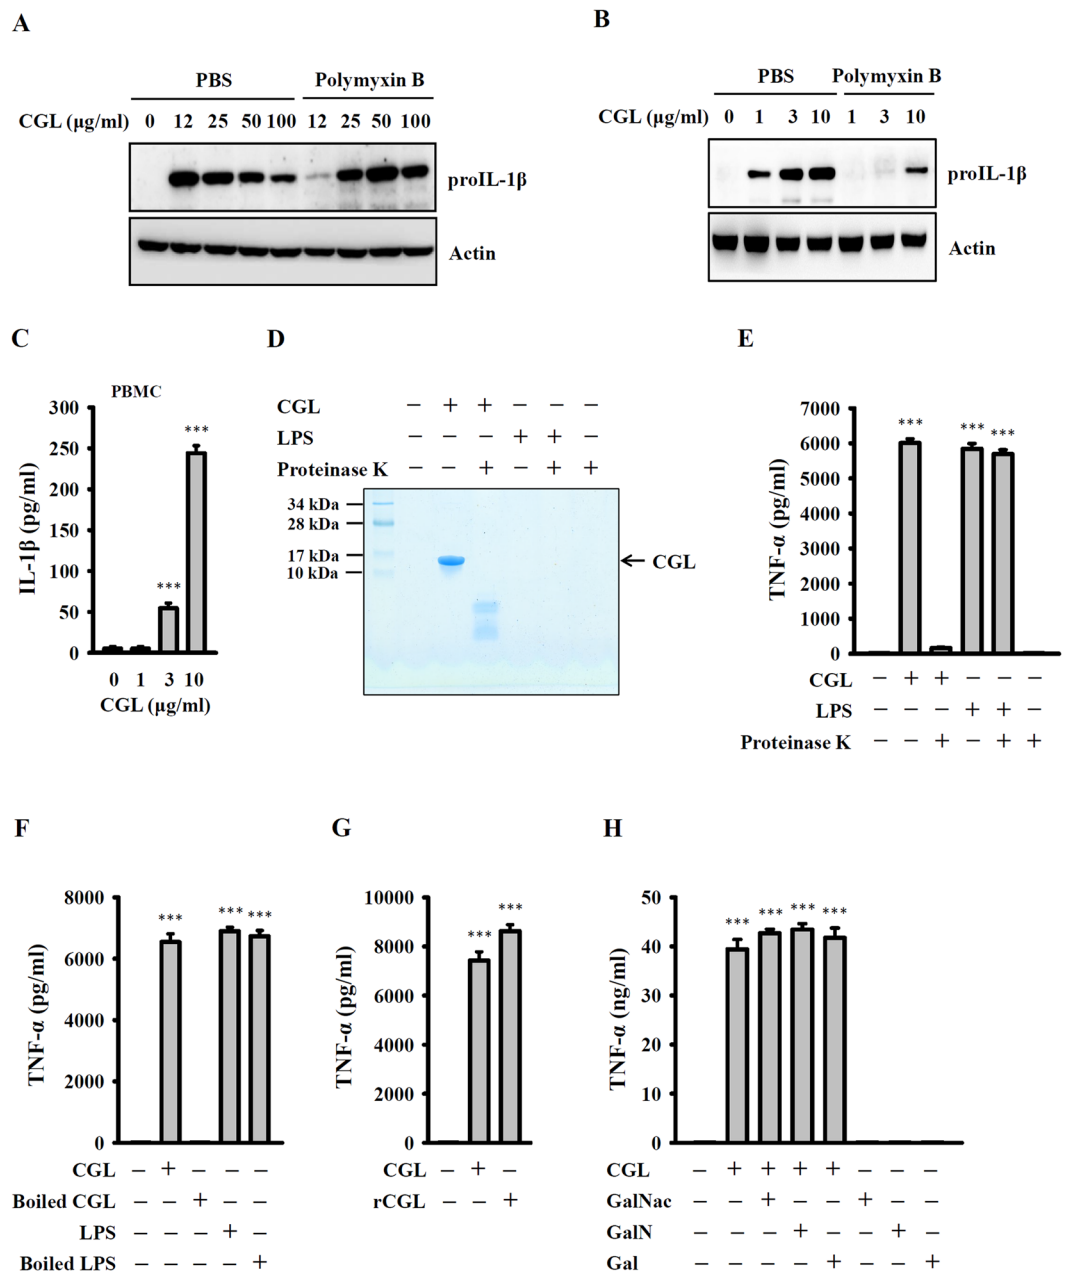 A
PBS
Polymyxin B
CGL (μg/ml) 0 12 25 50 100 12 25 50 100
proIL-1β
Actin
B
PBS
Polymyxin B
CGL (μg/ml) 0 1 3 10 1 3 10
proIL-1β
Actin
C
PBMC
IL-1β (pg/ml)
300
250
200
150
100
50
0
***
***
0 1 3 10
CGL (μg/ml)
D
CGL − + + − − −
LPS − − − + + −
Proteinase K − − + − + +
34 kDa
28 kDa
17 kDa
10 kDa
CGL
E
TNF-α (pg/ml)
7000
6000
5000
4000
3000
2000
1000
0
*** *** ***
CGL − + + − − −
LPS − − − + + −
Proteinase K − − + − + +
F
TNF-α (pg/ml)
8000
6000
4000
2000
0
*** *** ***
CGL − + − − −
Boiled CGL − − + − −
LPS − − − + −
Boiled LPS − − − − +
G
TNF-α (pg/ml)
10000
8000
6000
4000
2000
0
*** ***
CGL − + −
rCGL − − +
H
TNF-α (ng/ml)
50
40
30
20
10
0
*** *** *** ***
CGL − + + + + − − −
GalNac − − + − − + − −
GalN − − − + − − + −
Gal − − − − + − − +